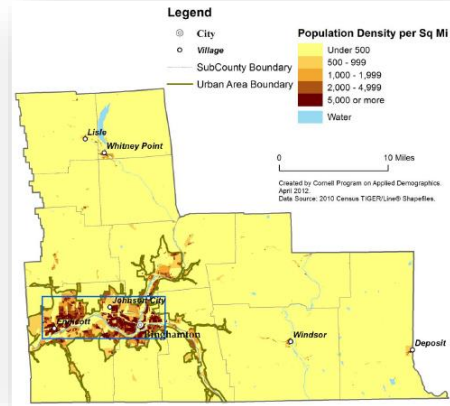 Legend
City
Village
SubCounty Boundary
Urban Area Boundary
Population Density per Sq Mi
Under 500
500 - 999
1,000 - 1,999
2,000 - 4,999
5,000 or more
Water
0
10 Miles
Created by Cornell Program on Applied Demographics.
April 2012.
Data Source: 2010 Census TIGER/Line® Shapefiles.
Lisle
Whitney Point
Johnson City
Endicott
Binghamton
Windsor
Deposit